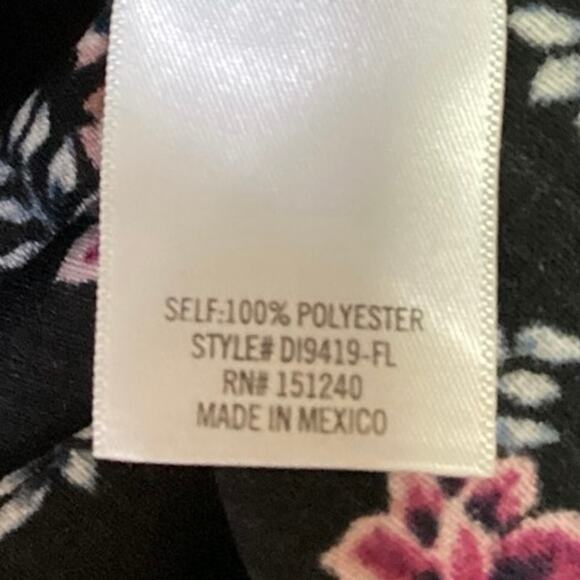 SELF:100% POLYESTER
STYLE# DI9419-FL
RN# 151240
MADE IN MEXICO